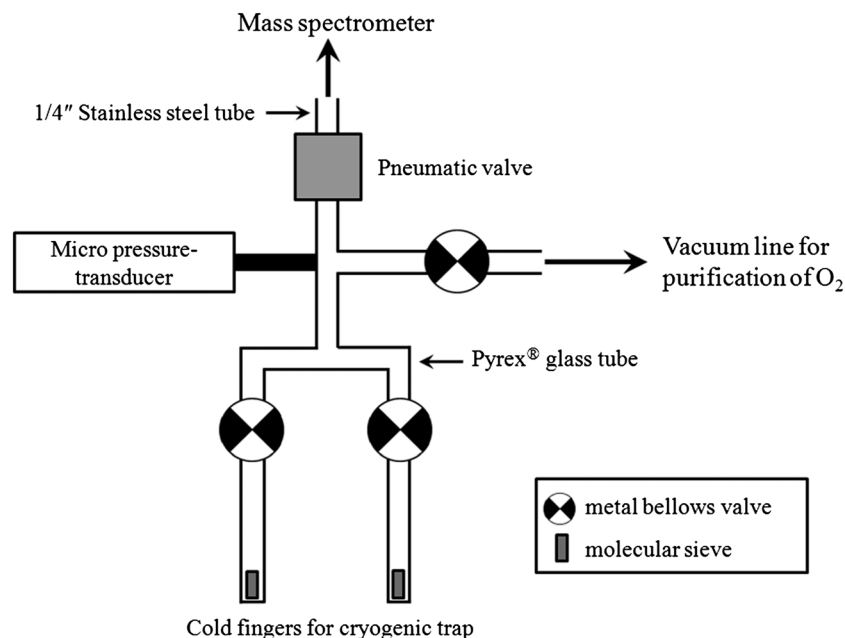 Mass spectrometer
1/4″ Stainless steel tube
Pneumatic valve
Micro pressure-
transducer
Vacuum line for
purification of O₂
Pyrex® glass tube
metal bellows valve
molecular sieve
Cold fingers for cryogenic trap